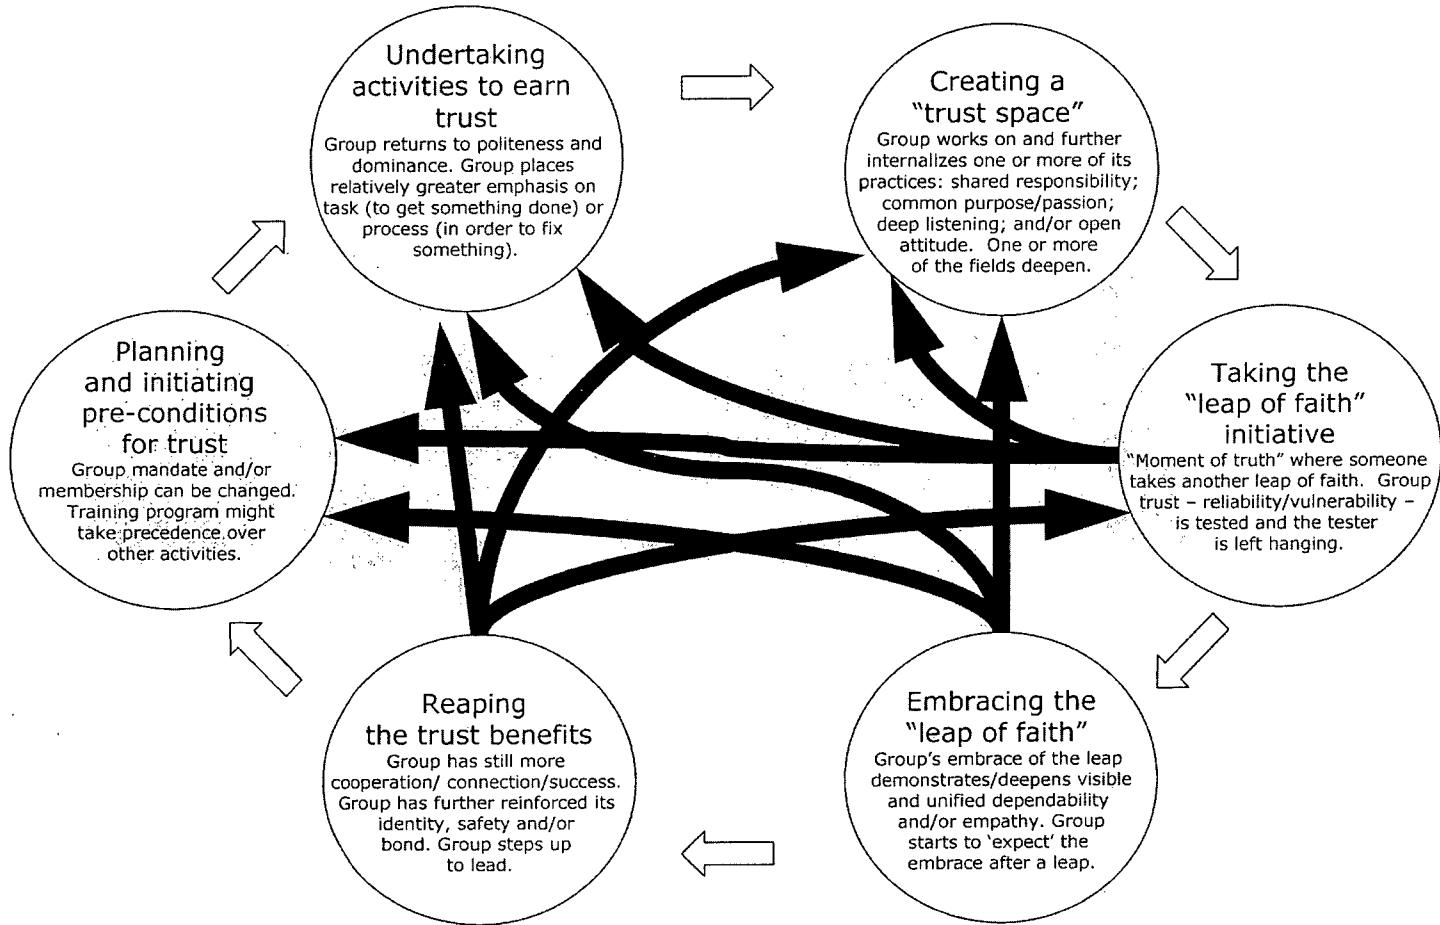 Undertaking
activities to earn
trust
Group returns to politeness and
dominance. Group places
relatively greater emphasis on
task (to get something done) or
process (in order to fix
something).
Creating a
“trust space”
Group works on and further
internalizes one or more of its
practices: shared responsibility;
common purpose/passion;
deep listening; and/or open
attitude. One or more
of the fields deepen.
Taking the
“leap of faith”
initiative
“Moment of truth” where someone
takes another leap of faith. Group
trust – reliability/vulnerability –
is tested and the tester
is left hanging.
Embracing the
“leap of faith”
Group's embrace of the leap
demonstrates/deepens visible
and unified dependability
and/or empathy. Group
starts to ‘expect’ the
embrace after a leap.
Reaping
the trust benefits
Group has still more
cooperation/ connection/success.
Group has further reinforced its
identity, safety and/or
bond. Group steps up
to lead.
Planning
and initiating
pre-conditions
for trust
Group mandate and/or
membership can be changed.
Training program might
take precedence over
other activities.